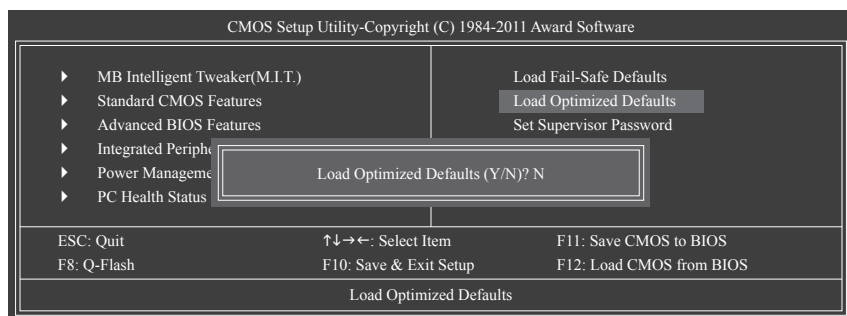 CMOS Setup Utility-Copyright (C) 1984-2011 Award Software
MB Intelligent Tweaker(M.I.T.)
Standard CMOS Features
Advanced BIOS Features
Integrated Periphe
Power Manageme
PC Health Status
Load Fail-Safe Defaults
Load Optimized Defaults
Set Supervisor Password
Load Optimized Defaults (Y/N)? N
ESC: Quit ↑↓→←: Select Item F11: Save CMOS to BIOS
F8: Q-Flash F10: Save & Exit Setup F12: Load CMOS from BIOS
Load Optimized Defaults